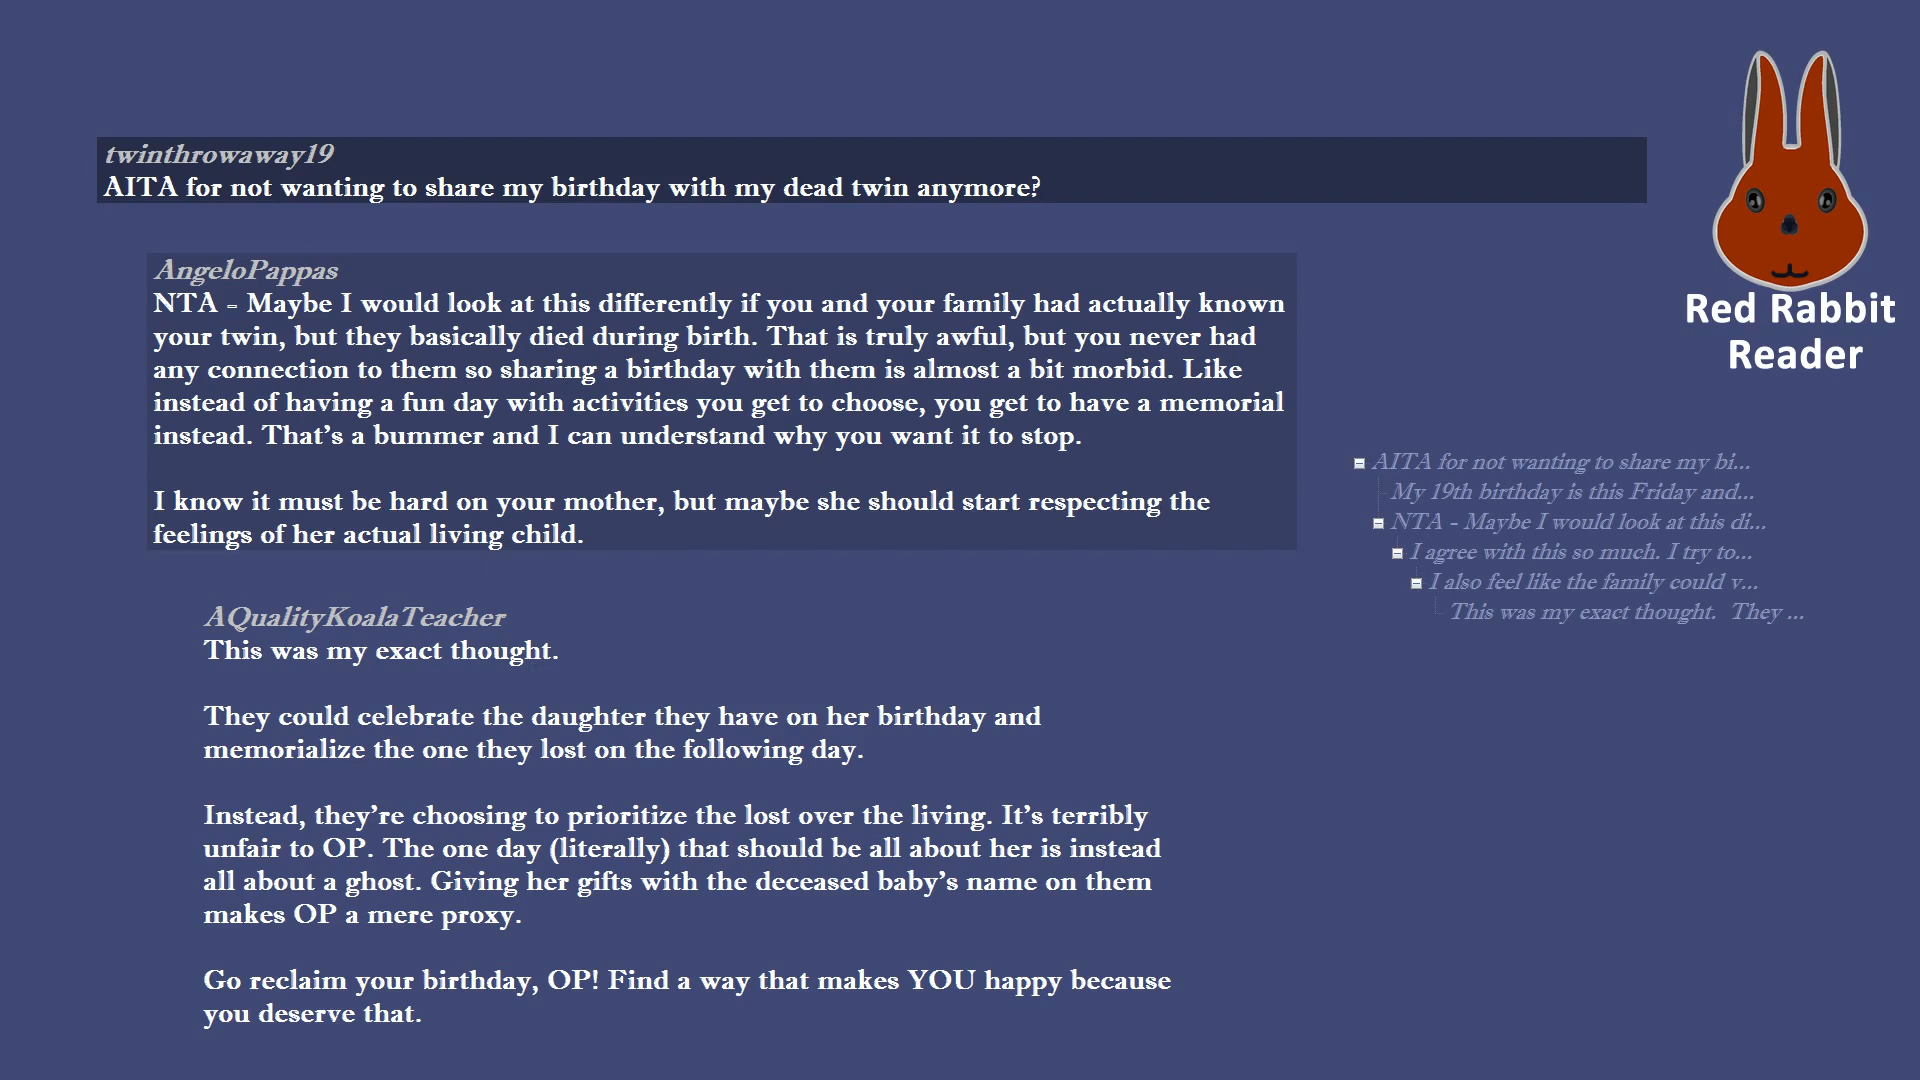 twinthrowaway19
AITA for not wanting to share my birthday with my dead twin anymore?
AngeloPappas
NTA - Maybe I would look at this differently if you and your family had actually known
your twin, but they basically died during birth. That is truly awful, but you never had
any connection to them so sharing a birthday with them is almost a bit morbid. Like
instead of having a fun day with activities you get to choose, you get to have a memorial
instead. That's a bummer and I can understand why you want it to stop.
I know it must be hard on your mother, but maybe she should start respecting the
feelings of her actual living child.
AQualityKoalaTeacher
This was my exact thought.
They could celebrate the daughter they have on her birthday and
memorialize the one they lost on the following day.
Instead, they're choosing to prioritize the lost over the living. It's terribly
unfair to OP. The one day (literally) that should be all about her is instead
all about a ghost. Giving her gifts with the deceased baby's name on them
makes OP a mere proxy.
Go reclaim your birthday, OP! Find a way that makes YOU happy because
you deserve that.
Red Rabbit
Reader
AITA for not wanting to share my bi...
My 19th birthday is this Friday and...
NTA - Maybe I would look at this di...
I agree with this so much. I try to...
I also feel like the family could v...
This was my exact thought.  They ...